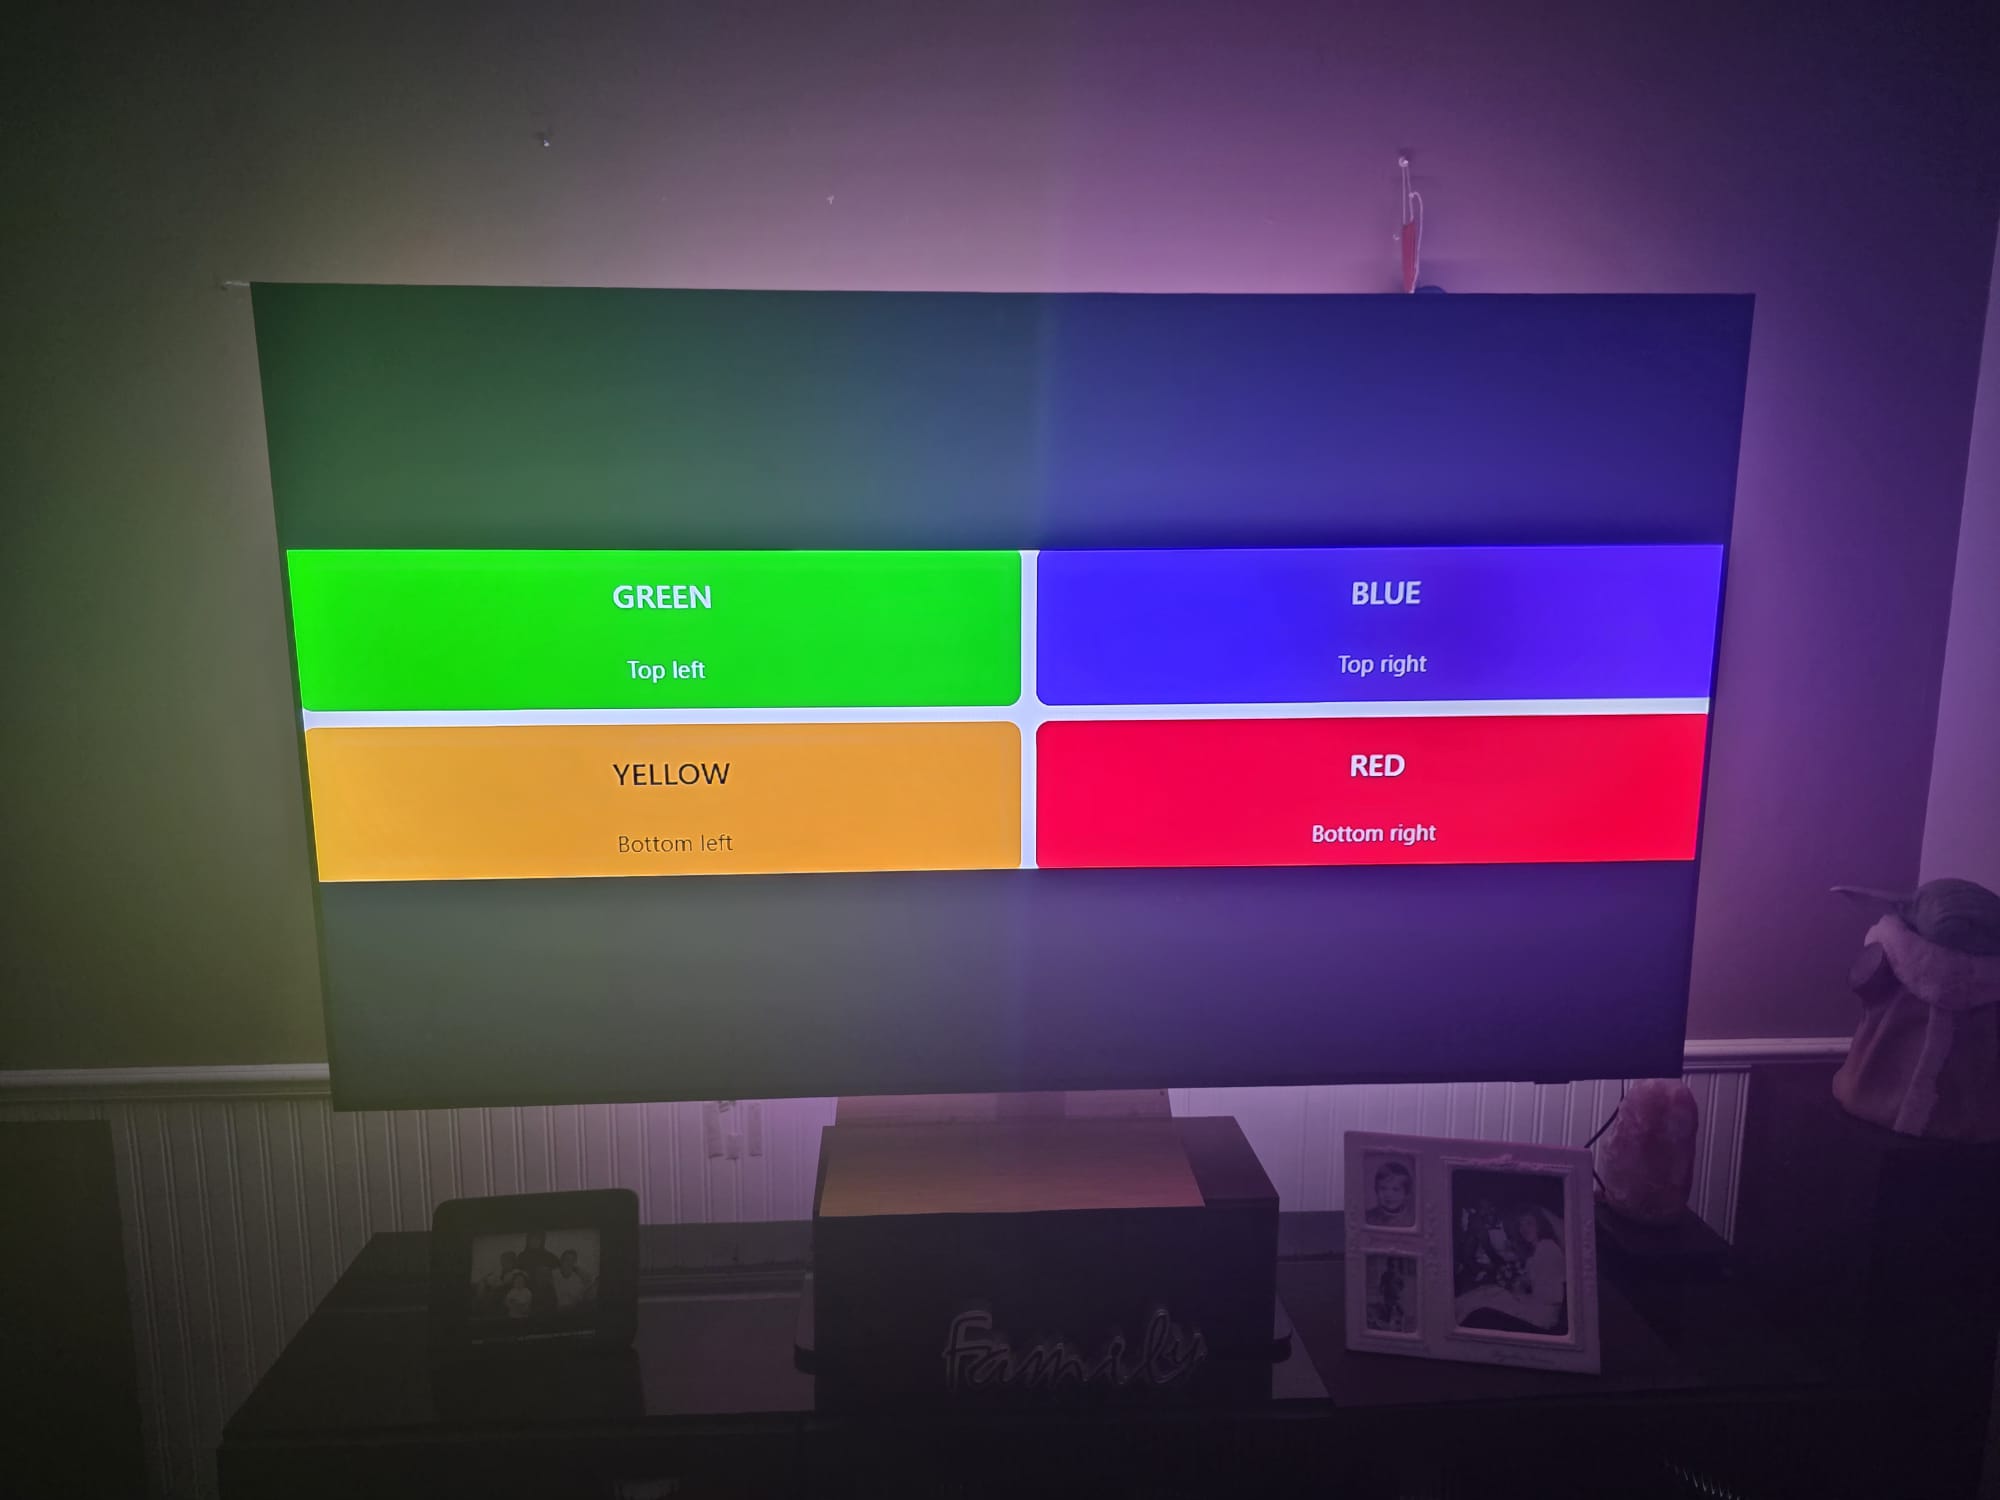 GREEN
Top left
BLUE
Top right
YELLOW
Bottom left
RED
Bottom right
Family